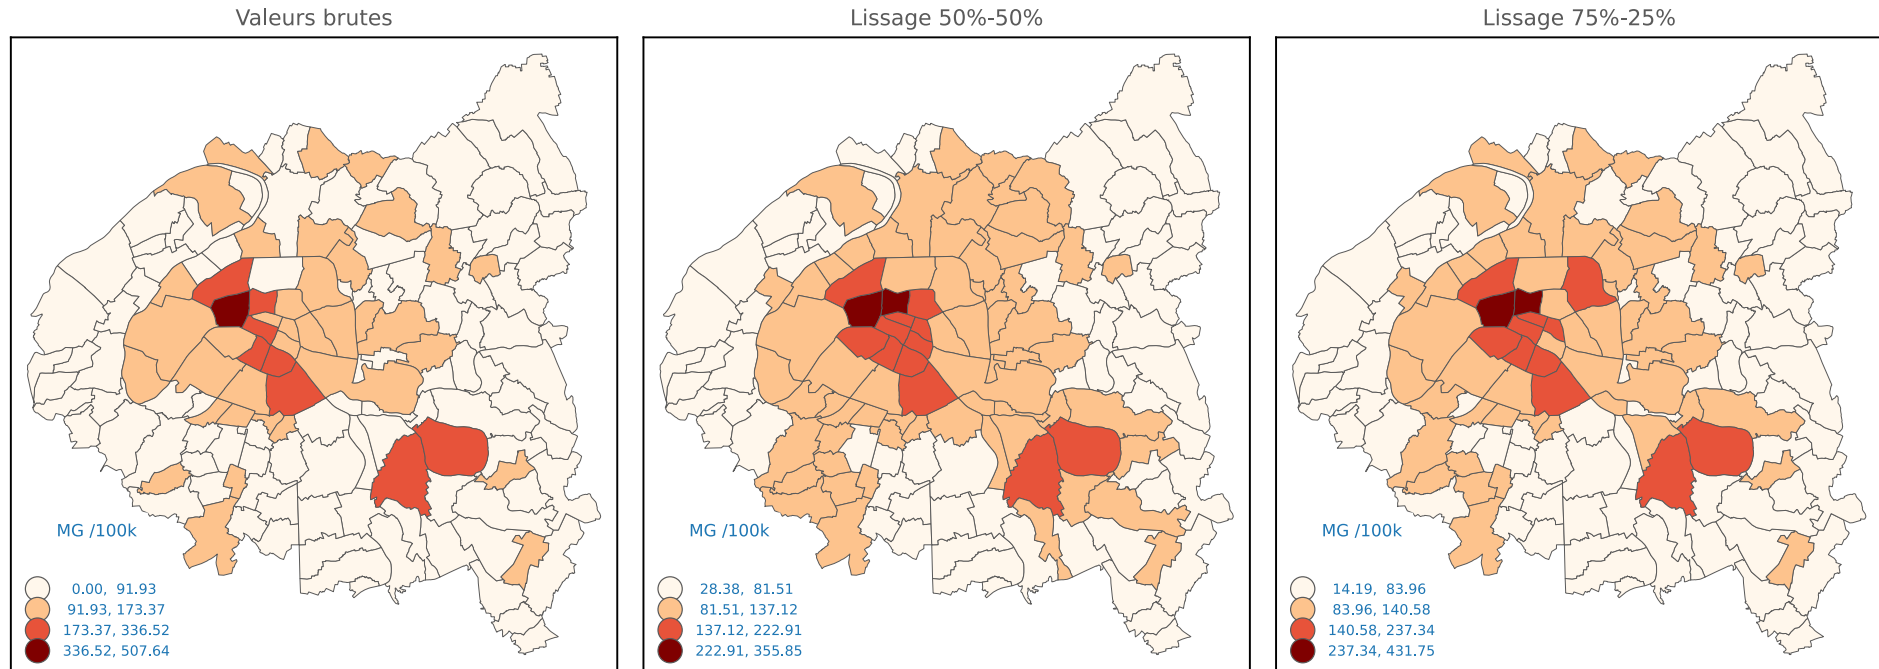 Valeurs brutes
Lissage 50%-50%
Lissage 75%-25%
MG /100k
0.00, 91.93
91.93, 173.37
173.37, 336.52
336.52, 507.64
MG /100k
28.38, 81.51
81.51, 137.12
137.12, 222.91
222.91, 355.85
MG /100k
14.19, 83.96
83.96, 140.58
140.58, 237.34
237.34, 431.75